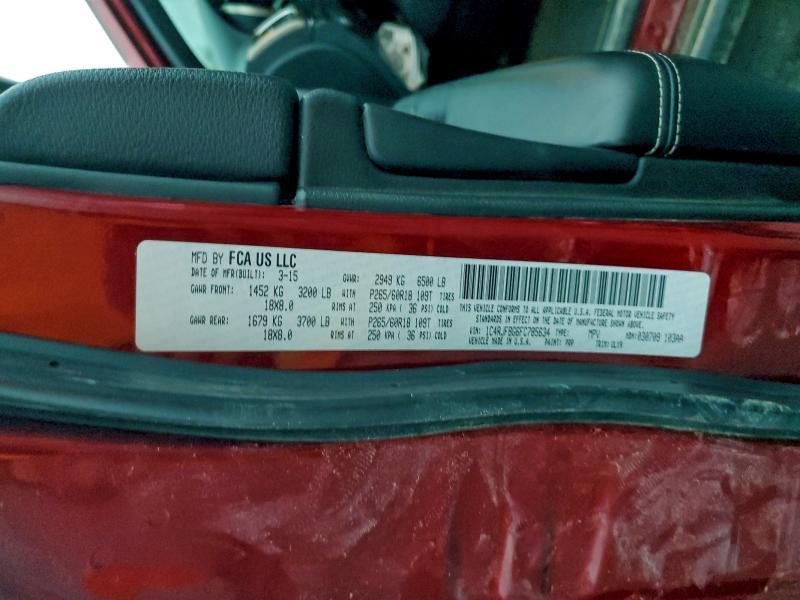 MFD BY FCA US LLC
DATE OF MFR(BUILT): 3-15 GVWR: 2949 KG 6500 LB
GAWR FRONT: 1452 KG 3200 LB WITH P265/60R18 109T TIRES
18X8.0 RIMS AT 250 KPA ( 36 PSI) COLD
GAWR REAR: 1679 KG 3700 LB WITH P265/60R18 109T TIRES
18X8.0 RIMS AT 250 KPA ( 36 PSI) COLD
THIS VEHICLE CONFORMS TO ALL APPLICABLE U.S.A. FEDERAL MOTOR VEHICLE SAFETY
STANDARDS IN EFFECT ON THE DATE OF MANUFACTURE SHOWN ABOVE.
VIN: 1C4RJFBG6FC785634 TYPE: MPV MDH: 030709 103AA
VEHICLE MADE IN U.S.A. PAINT: PRP TRIM: